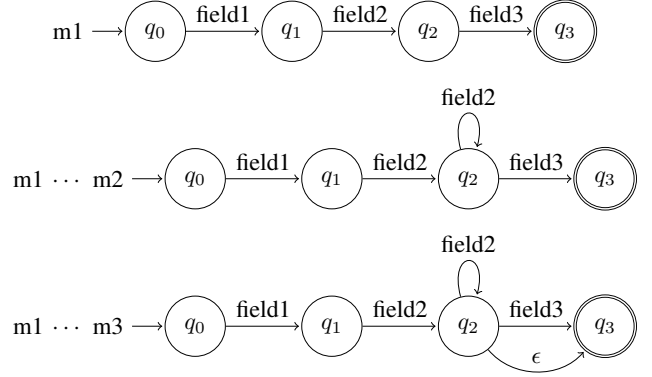 m1 q0 field1 q1 field2 q2 field3 q3
field2
m1 ··· m2 q0 field1 q1 field2 q2 field3 q3
field2
m1 ··· m3 q0 field1 q1 field2 q2 field3 q3
ϵ